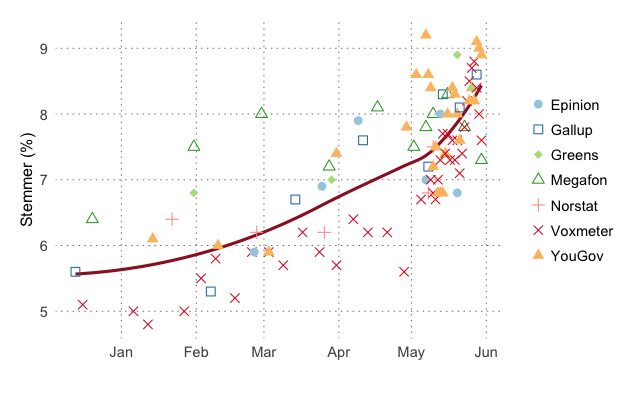 Stemmer (%)
9
8
7
6
5
Jan Feb Mar Apr May Jun
Epinion
Gallup
Greens
Megafon
Norstat
Voxmeter
YouGov